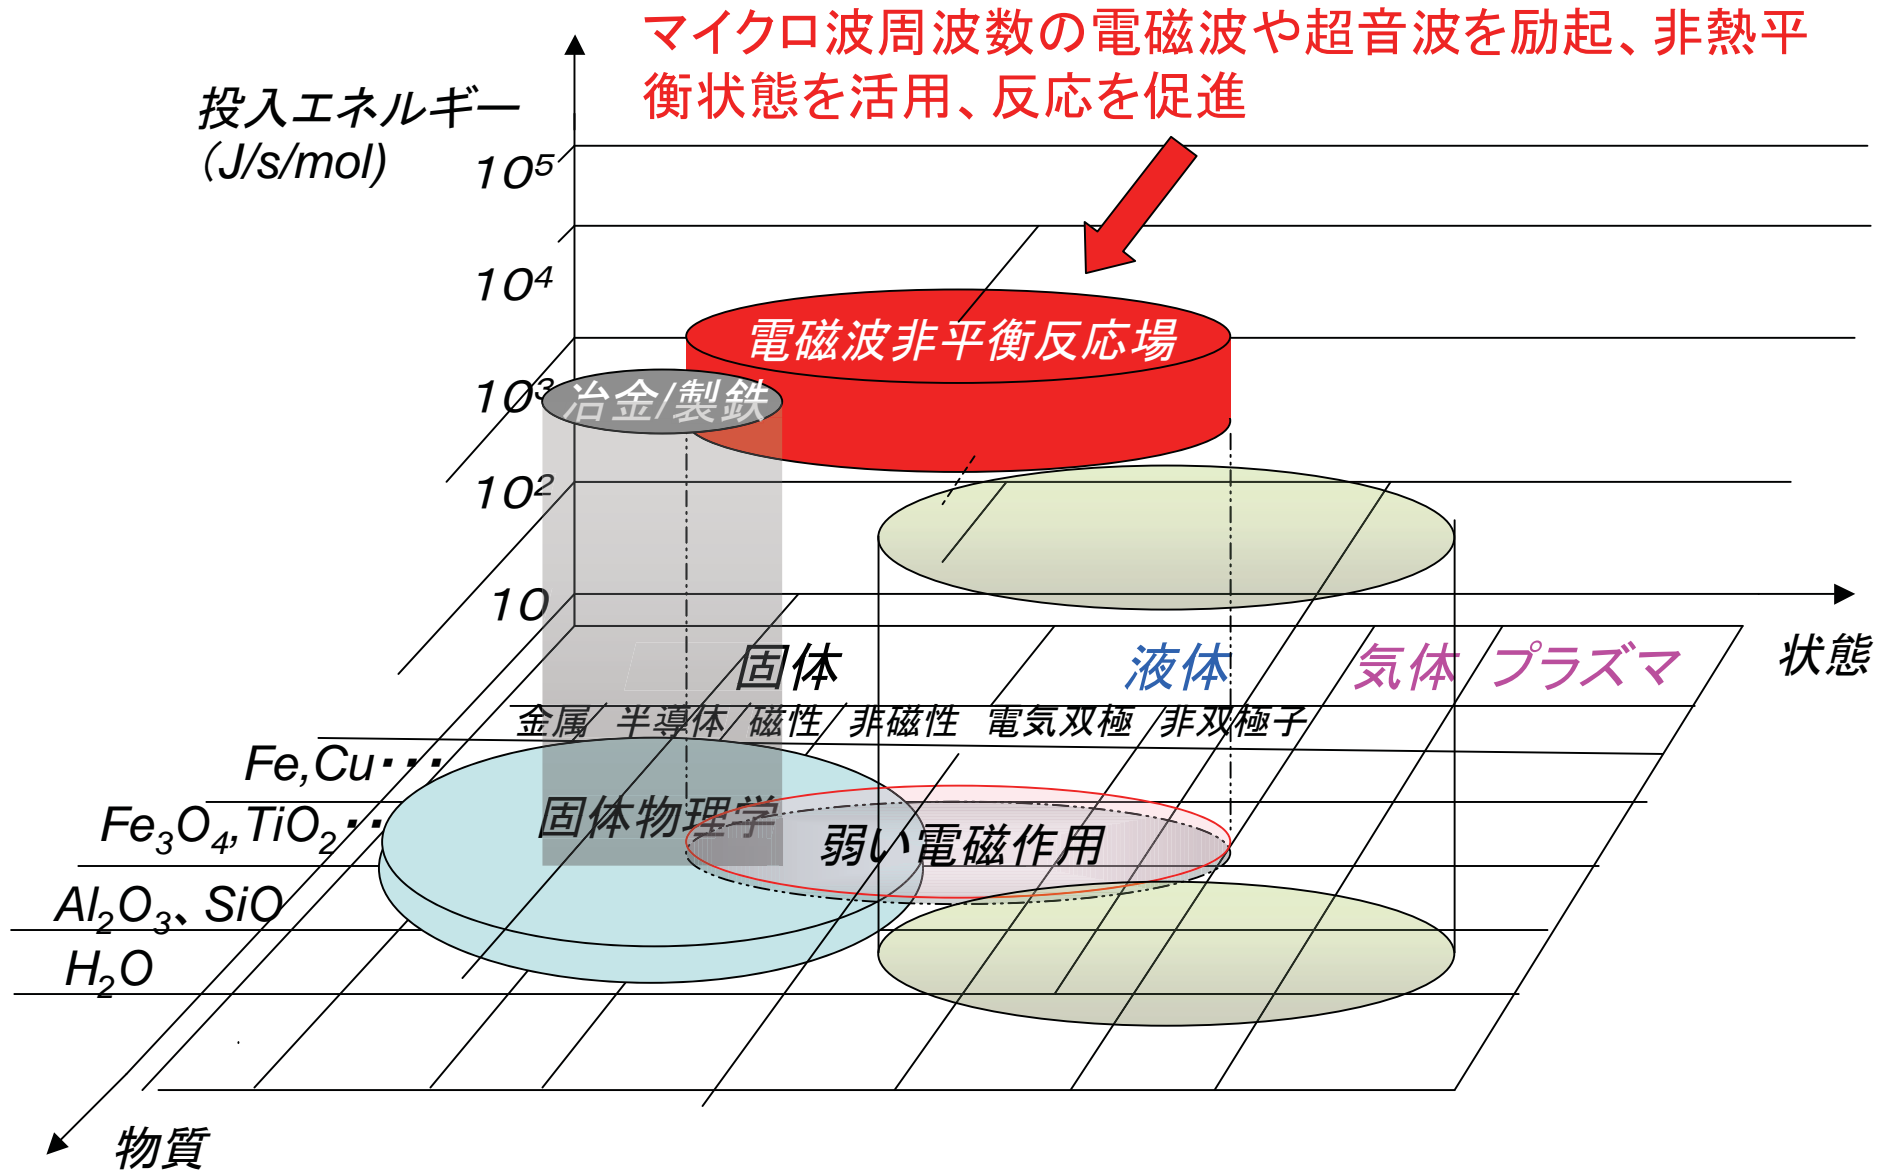 マイクロ波周波数の電磁波や超音波を励起、非熱平
衡状態を活用、反応を促進
投入エネルギー
（J/s/mol)
10⁵
10⁴
10³
10²
10
電磁波非平衡反応場
冶金/製鉄
状態
固体 液体 気体 プラズマ
金属 半導体 磁性 非磁性 電気双極 非双極子
Fe,Cu・・・
Fe₃O₄,TiO₂・・
Al₂O₃、SiO
H₂O
固体物理学
弱い電磁作用
物質